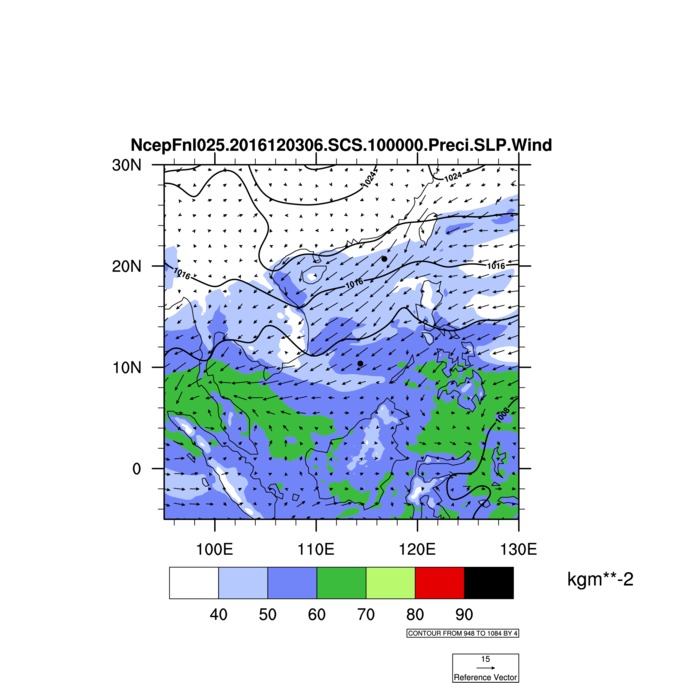 NcepFnl025.2016120306.SCS.100000.Preci.SLP.Wind
30N
1024
1024
20N
1016
1016
1016
10N
1008
0
100E 110E 120E 130E
kgm**-2
40 50 60 70 80 90
CONTOUR FROM 948 TO 1084 BY 4
15
Reference Vector